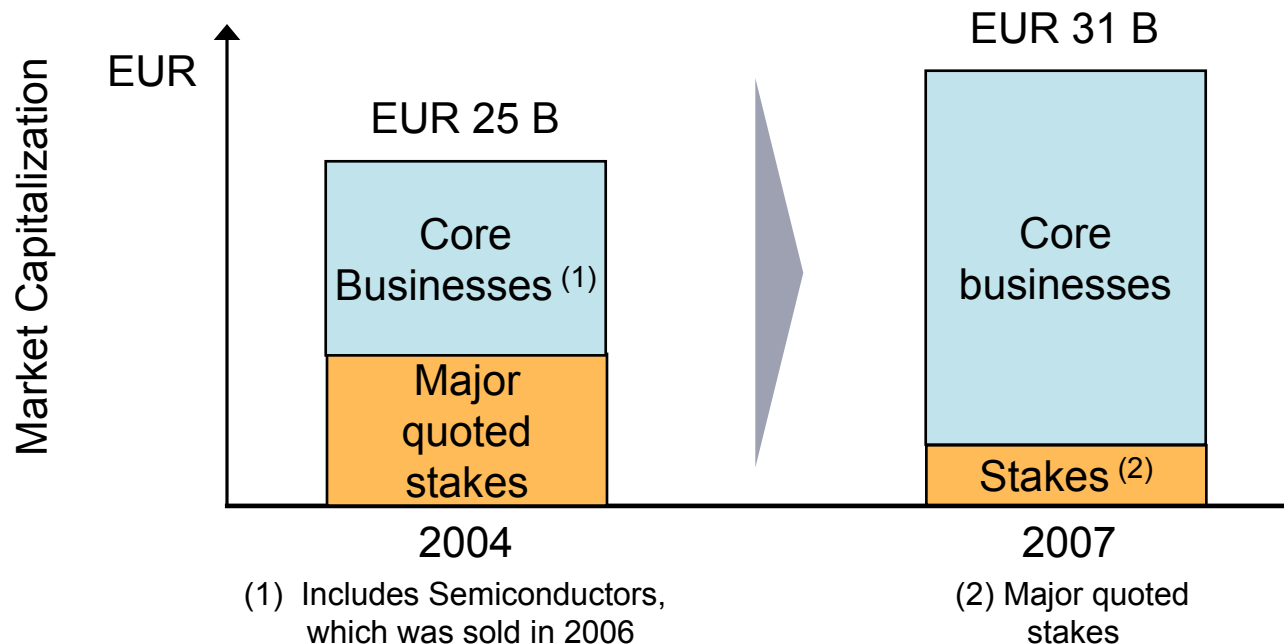 Market Capitalization
EUR
EUR 25 B
Core
Businesses (1)
Major
quoted
stakes
2004
(1) Includes Semiconductors,
which was sold in 2006
EUR 31 B
Core
businesses
Stakes (2)
2007
(2) Major quoted
stakes